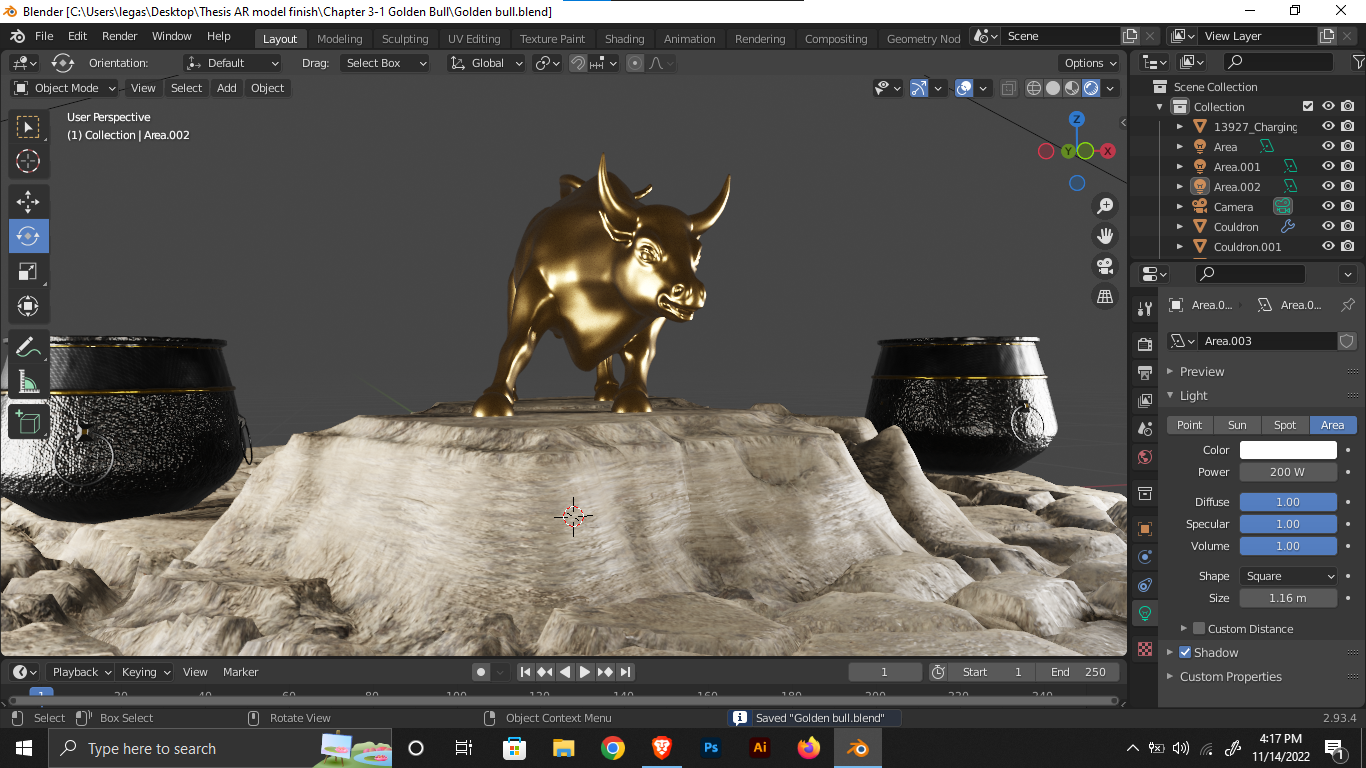 Blender [C:\Users\legas\Desktop\Thesis AR model finish\Chapter 3-1 Golden Bull\Golden bull.blend]
File Edit Render Window Help Layout Modeling Sculpting UV Editing Texture Paint Shading Animation Rendering Compositing Geometry Nod Scene View Layer
Orientation: Default Drag: Select Box Global Options
Object Mode View Select Add Object
User Perspective
(1) Collection | Area.002
Z
Y X
Scene Collection
Collection
13927_Charging
Area
Area.001
Area.002
Camera
Couldron
Couldron.001
Area.0... Area.0...
Area.003
Preview
Light
Point Sun Spot Area
Color
Power 200 W
Diffuse 1.00
Specular 1.00
Volume 1.00
Shape Square
Size 1.16 m
Custom Distance
Shadow
Custom Properties
Playback Keying View Marker 1 Start 1 End 250
1 20 40 60 80 100 120 140 160 180 200 220 240
Select Box Select Rotate View Object Context Menu Saved "Golden bull.blend" 2.93.4
Type here to search Ps Ai 4:17 PM
11/14/2022 1